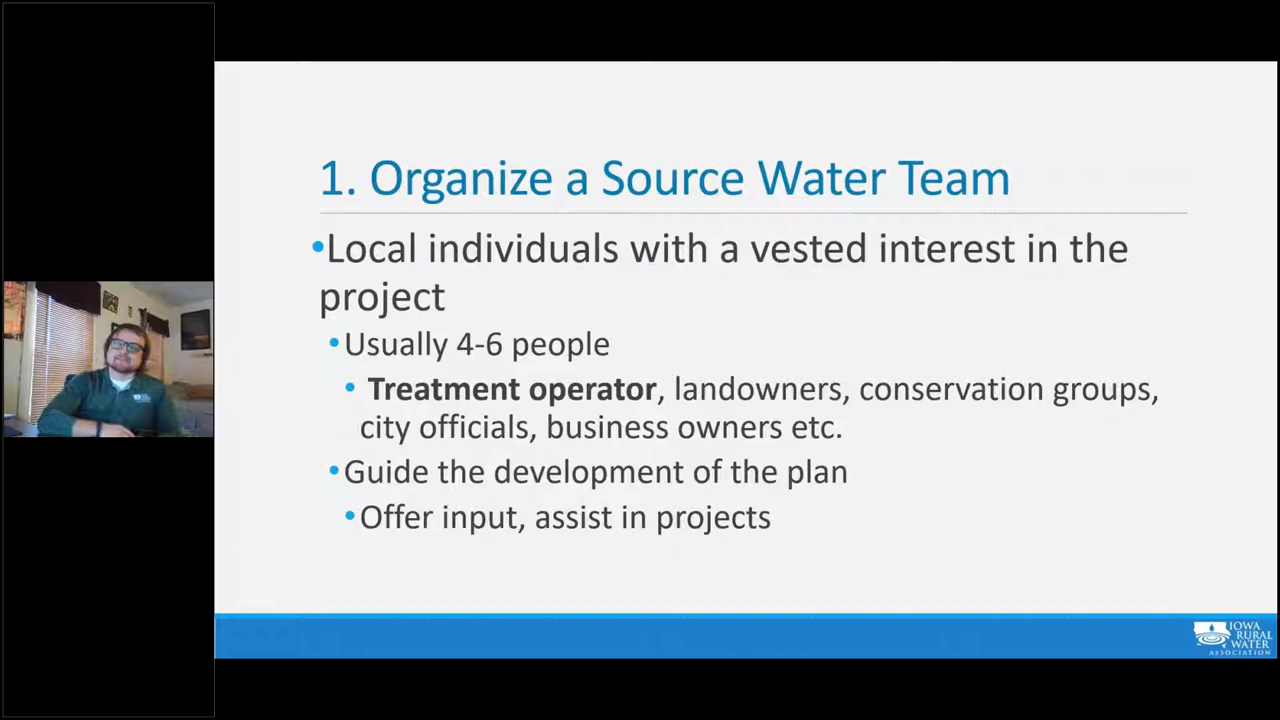 1. Organize a Source Water Team
•Local individuals with a vested interest in the
project
•Usually 4-6 people
• Treatment operator, landowners, conservation groups,
city officials, business owners etc.
•Guide the development of the plan
•Offer input, assist in projects
IOWA
RURAL
WATER
ASSOCIATION